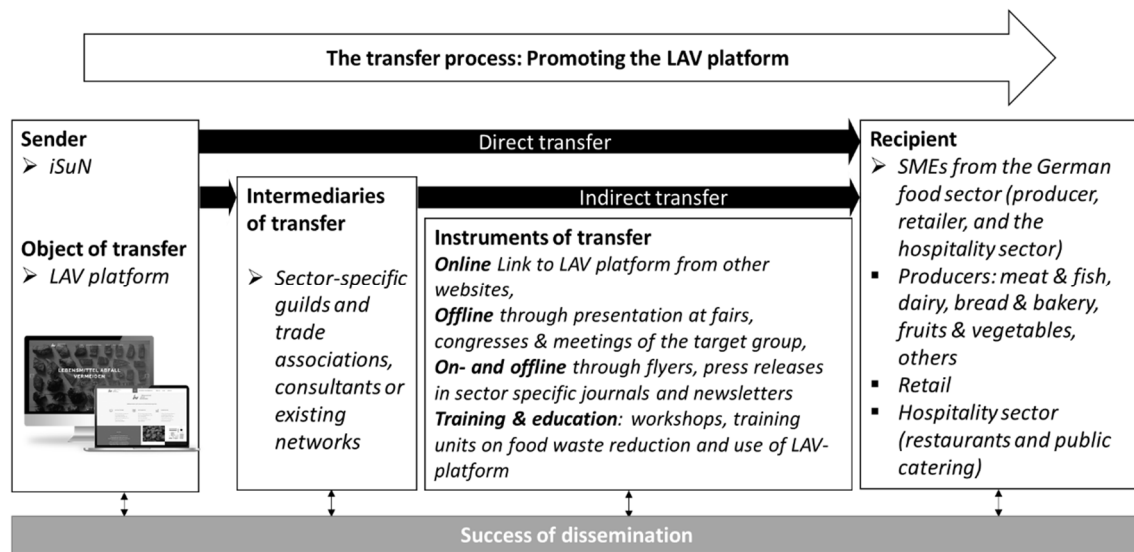 The transfer process: Promoting the LAV platform
Sender
➢ iSuN
Object of transfer
➢ LAV platform
LEBENSMITTEL ABFALL
VERMEIDEN
Direct transfer
Intermediaries
of transfer
➢ Sector-specific
guilds and
trade
associations,
consultants or
existing
networks
Indirect transfer
Instruments of transfer
Online Link to LAV platform from other
websites,
Offline through presentation at fairs,
congresses & meetings of the target group,
On- and offline through flyers, press releases
in sector specific journals and newsletters
Training & education: workshops, training
units on food waste reduction and use of LAV-
platform
Recipient
➢ SMEs from the German
food sector (producer,
retailer, and the
hospitality sector)
▪ Producers: meat & fish,
dairy, bread & bakery,
fruits & vegetables,
others
▪ Retail
▪ Hospitality sector
(restaurants and public
catering)
Success of dissemination